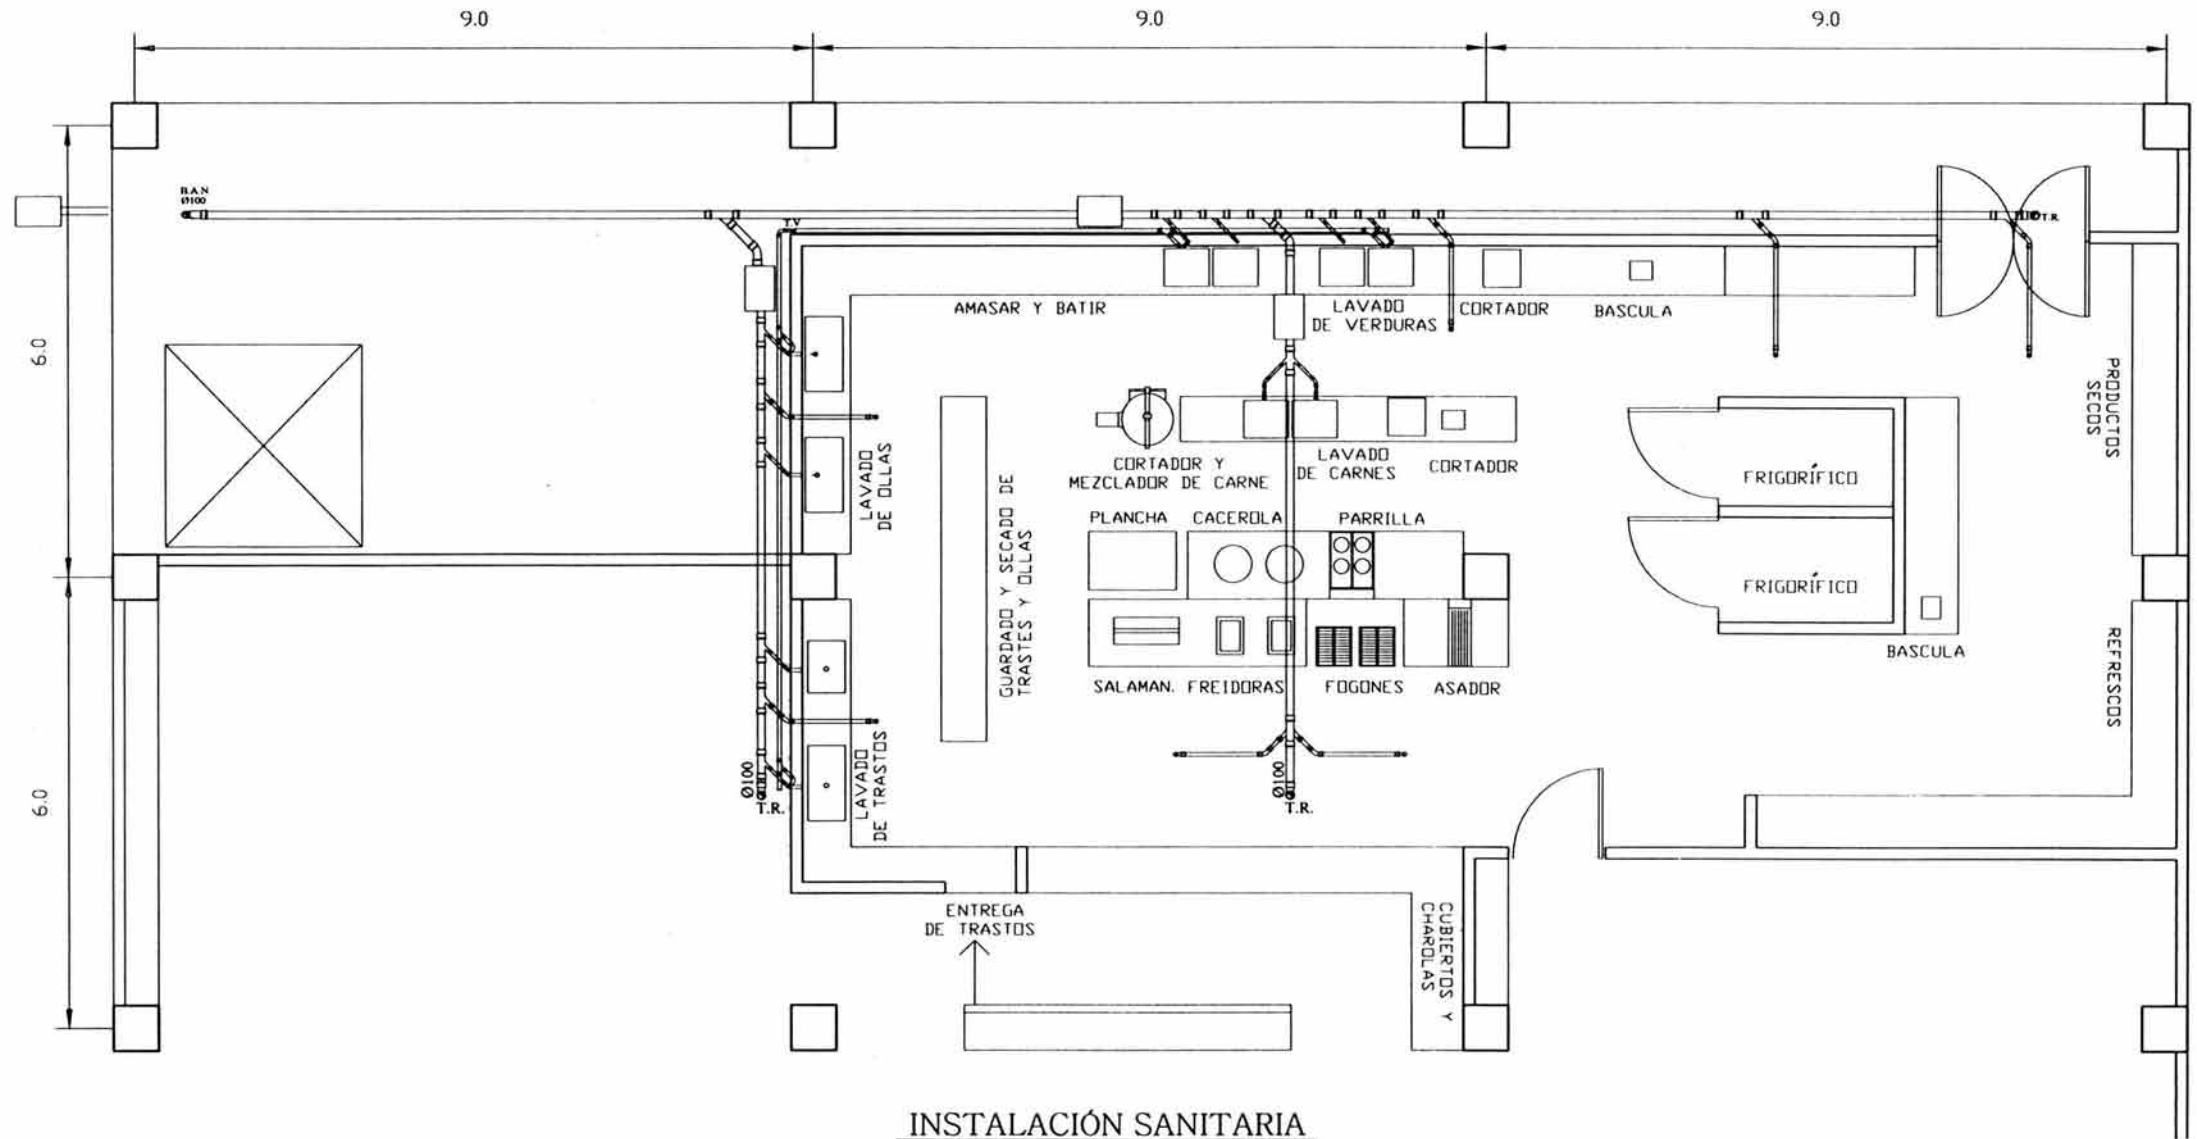 9.0
9.0
9.0
B.A.N
Ø100
T.V
T.R.
6.0
AMASAR Y BATIR
LAVADO
DE VERDURAS
CORTADOR
BASCULA
PRODUCTOS
SECOS
LAVADO
DE OLLAS
CORTADOR Y
MEZCLADOR DE CARNE
LAVADO
DE CARNES
CORTADOR
FRIGORÍFICO
GUARDADO Y SECADO DE
TRASTES Y OLLAS
PLANCHA
CACEROLA
PARRILLA
FRIGORÍFICO
BASCULA
SALAMAN.
FREIDORAS
FOGONES
ASADOR
REFRESCOS
6.0
Ø100
T.R.
LAVADO
DE TRASTOS
Ø100
T.R.
ENTREGA
DE TRASTOS
CUBIERTOS Y
CHAROLAS
INSTALACIÓN SANITARIA